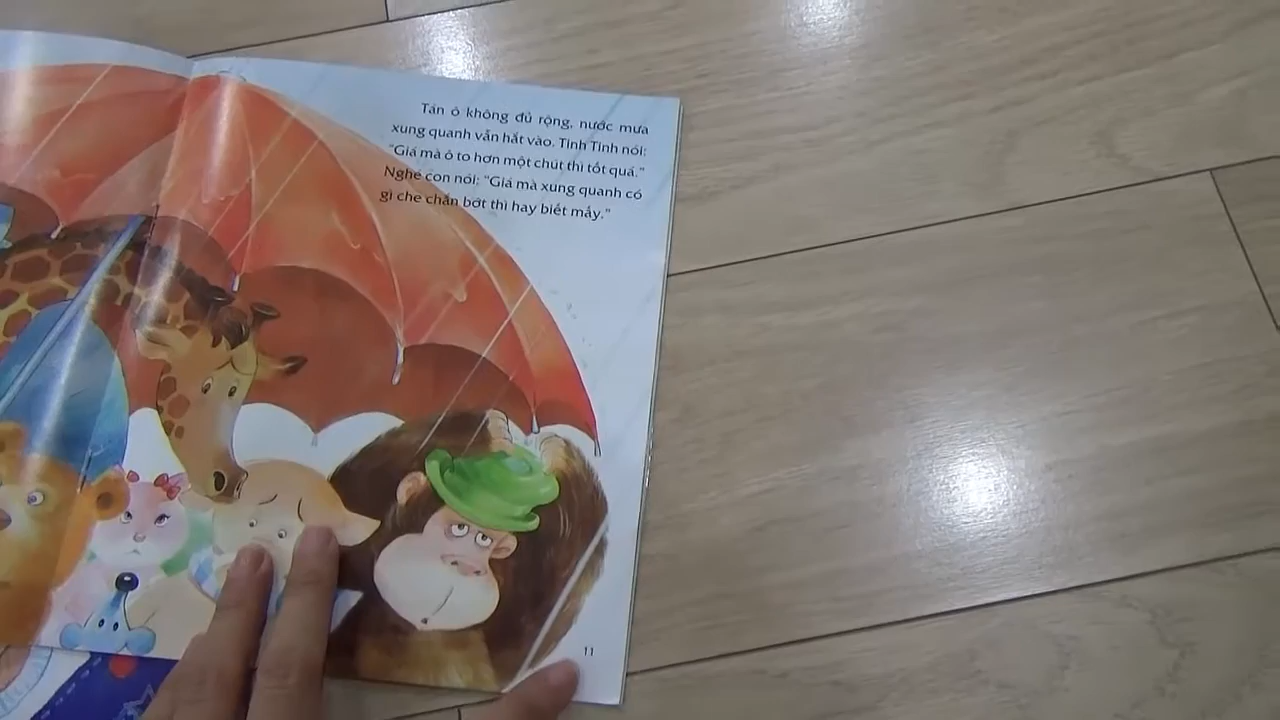 Tán ô không đủ rộng, nước mưa
xung quanh vẫn hắt vào. Tinh Tinh nói:
"Giá mà ô to hơn một chút thì tốt quá."
Nghé con nói: "Giá mà xung quanh có
gì che chắn bớt thì hay biết mấy."
11